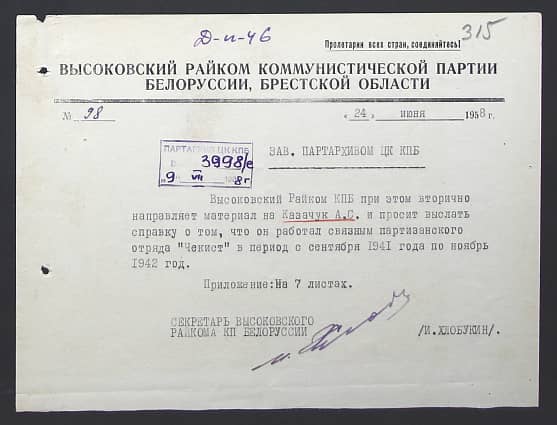 Д-и-46
315
Пролетарии всех стран, соединяйтесь!
ВЫСОКОВСКИЙ РАЙКОМ КОММУНИСТИЧЕСКОЙ ПАРТИИ
БЕЛОРУССИИ, БРЕСТСКОЙ ОБЛАСТИ
№ 98
« 24 » июня 1958 г.
ПАРТАРХИВ ЦК КПБ
3998/е
"9" VII 1958 г
ЗАВ. ПАРТАРХИВОМ ЦК КПБ
Высоковский Райком КПБ при этом вторично
направляет материал на Казачук А.С. и просит выслать
справку о том, что он работал связным партизанского
отряда "Чекист" в период с сентября 1941 года по ноябрь
1942 год.
Приложение: На 7 листах.
СЕКРЕТАРЬ ВЫСОКОВСКОГО
РАЙКОМА КП БЕЛОРУССИИ
/И.ХЛОБУКИН/.